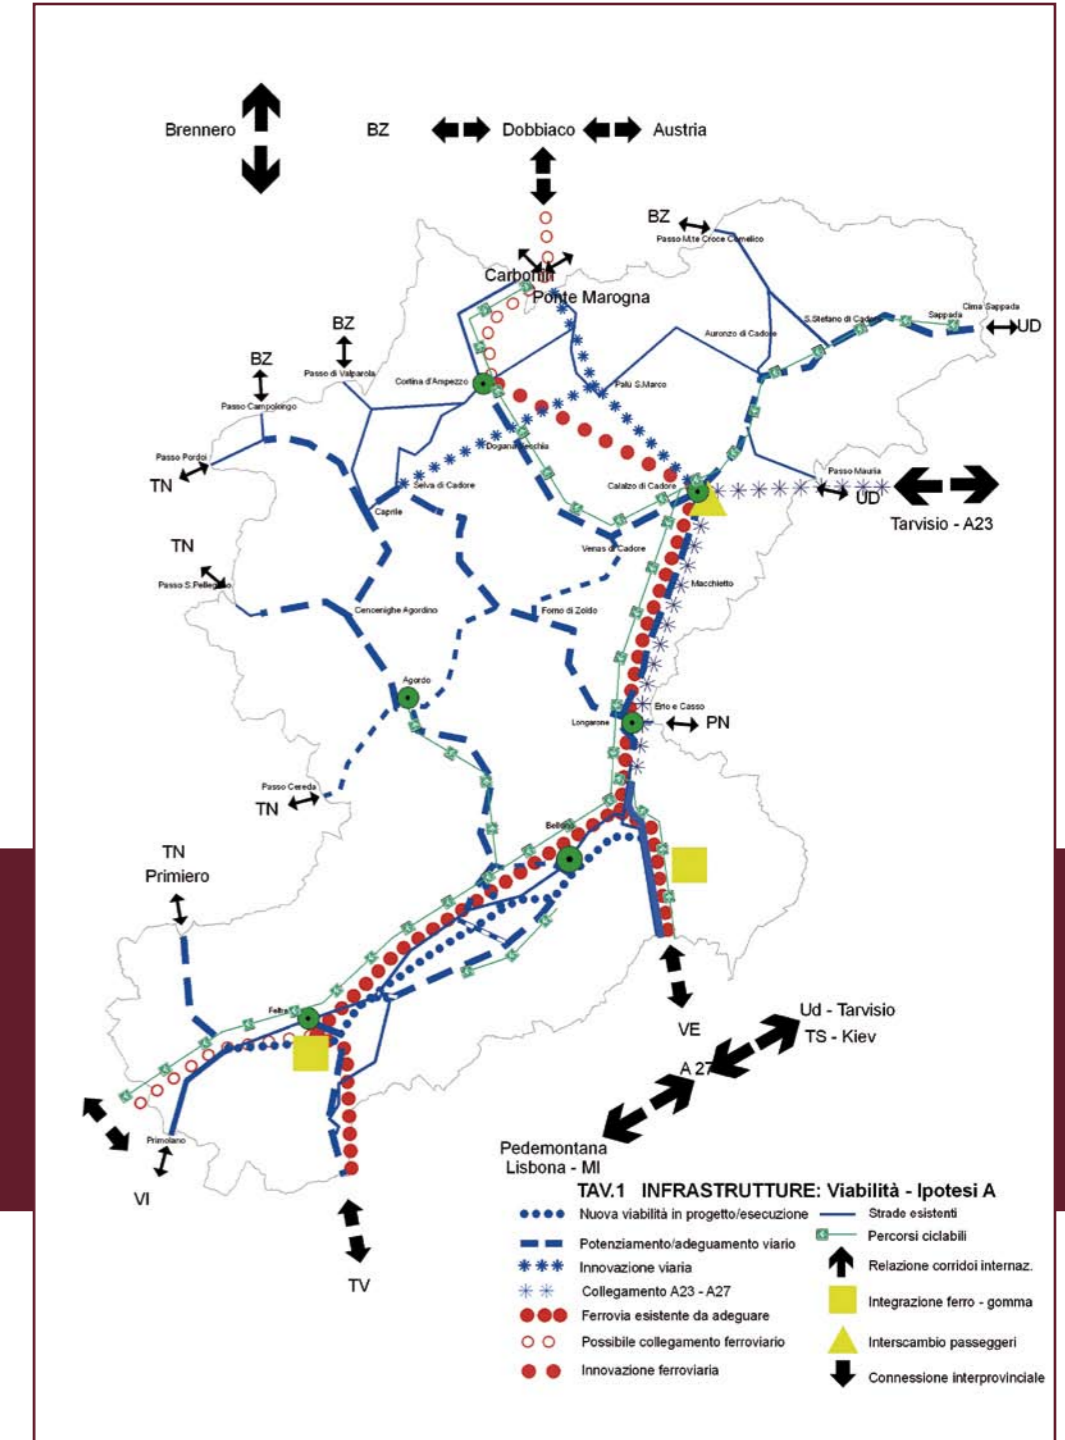 Brennero
BZ
Dobbiaco
Austria
BZ
Passo M.te Croce Comelico
Carbonin
Ponte Marogna
Cima Sappada
Sappada
S.Stefano di Cadore
UD
Auronzo di Cadore
BZ
BZ
Passo di Valparola
Cortina d'Ampezzo
Palù S.Marco
Passo Campolongo
Passo Pordoi
TN
Dogana Vecchia
Selva di Cadore
Calalzo di Cadore
Passo Mauria
UD
Tarvisio - A23
Caprile
TN
Venas di Cadore
Passo S.Pellegrino
Macchietto
Cencenighe Agordino
Forno di Zoldo
Agordo
Erto e Casso
Longarone
PN
Passo Cereda
TN
Belluno
TN
Primiero
Feltre
Ud - Tarvisio
TS - Kiev
VE
A 27
Primolano
VI
Pedemontana
Lisbona - MI
TV
TAV.1 INFRASTRUTTURE: Viabilità - Ipotesi A
Nuova viabilità in progetto/esecuzione
Potenziamento/adeguamento viario
Innovazione viaria
Collegamento A23 - A27
Ferrovia esistente da adeguare
Possibile collegamento ferroviario
Innovazione ferroviaria
Strade esistenti
Percorsi ciclabili
Relazione corridoi internaz.
Integrazione ferro - gomma
Interscambio passeggeri
Connessione interprovinciale